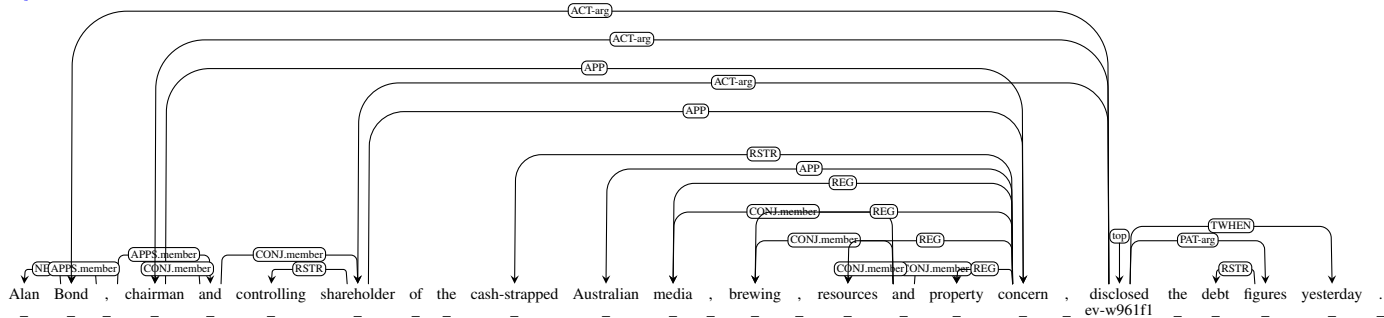 ACT-arg
ACT-arg
APP
ACT-arg
APP
RSTR
APP
REG
CONJ.member REG
TWHEN
top
CONJ.member REG PAT-arg
APPS.member CONJ.member
APPS.member CONJ.member RSTR CONJ.member CONJ.member REG RSTR
Alan Bond , chairman and controlling shareholder of the cash-strapped Australian media , brewing , resources and property concern , disclosed the debt figures yesterday .
ev-w961f1
_ _ _ _ _ _ _ _ _ _ _ _ _ _ _ _ _ _ _ _ _ _ _ _ _